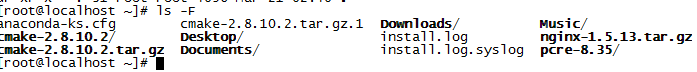 [root@localhost ~]# ls -F
anaconda-ks.cfg cmake-2.8.10.2.tar.gz.1 Downloads/ Music/
cmake-2.8.10.2/ Desktop/ install.log nginx-1.5.13.tar.gz
cmake-2.8.10.2.tar.gz Documents/ install.log.syslog pcre-8.35/
[root@localhost ~]#